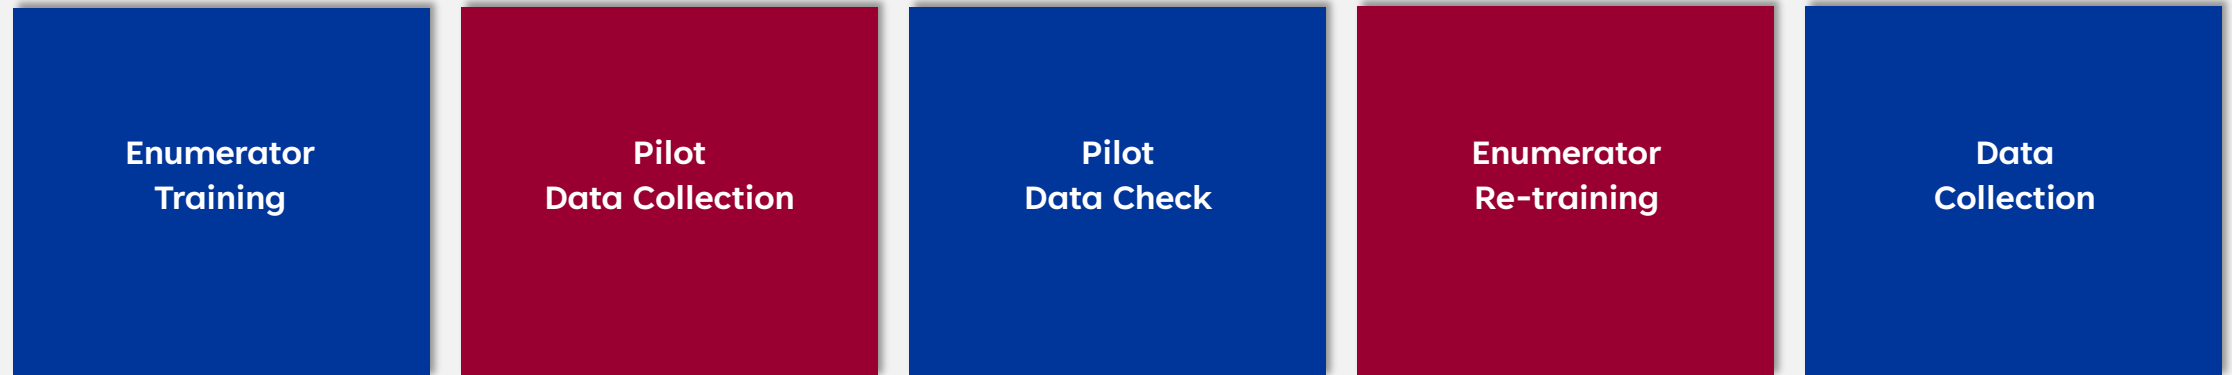 Enumerator
Training
Pilot
Data Collection
Pilot
Data Check
Enumerator
Re-training
Data
Collection